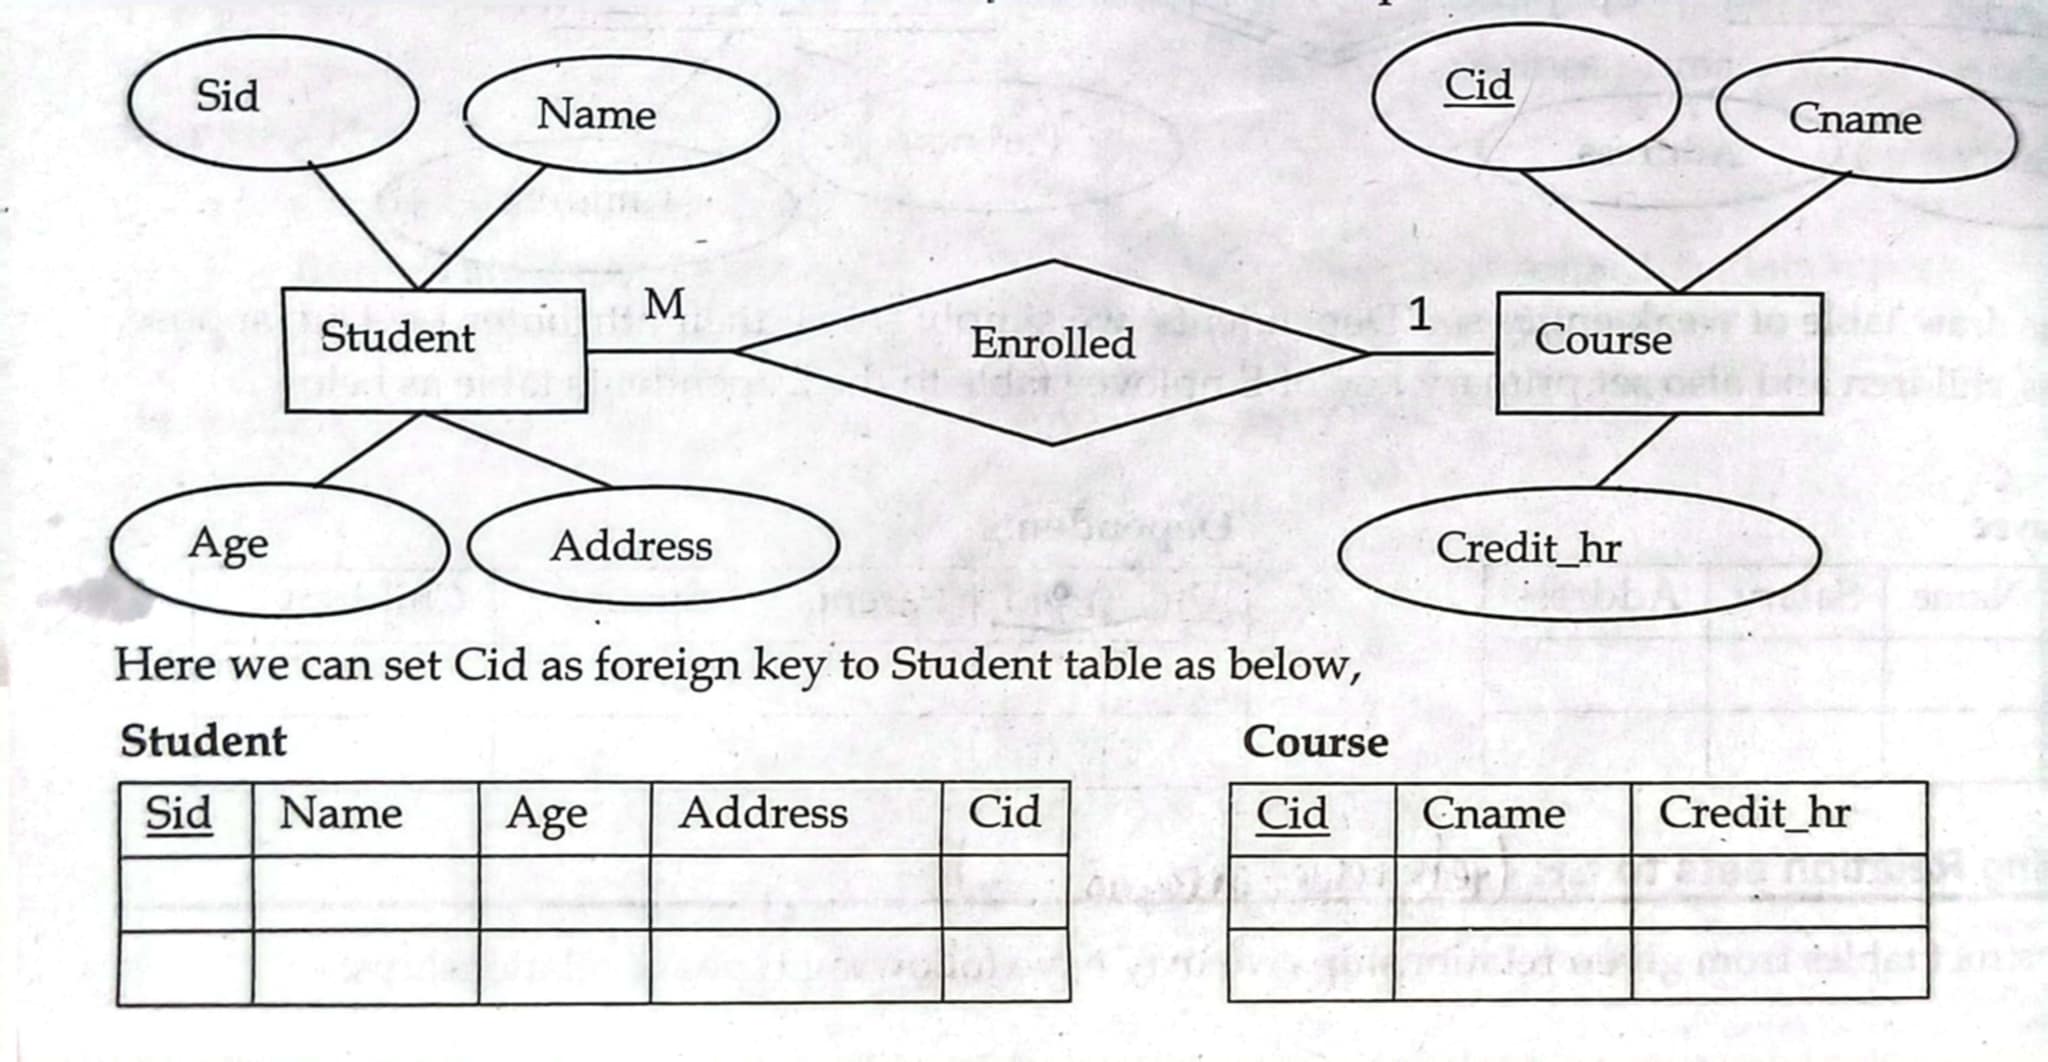 Sid
Name
Cid
Cname
Student
M
Enrolled
1
Course
Age
Address
Credit_hr
Here we can set Cid as foreign key to Student table as below,
Student
Course
Sid Name Age Address Cid
Cid Cname Credit_hr